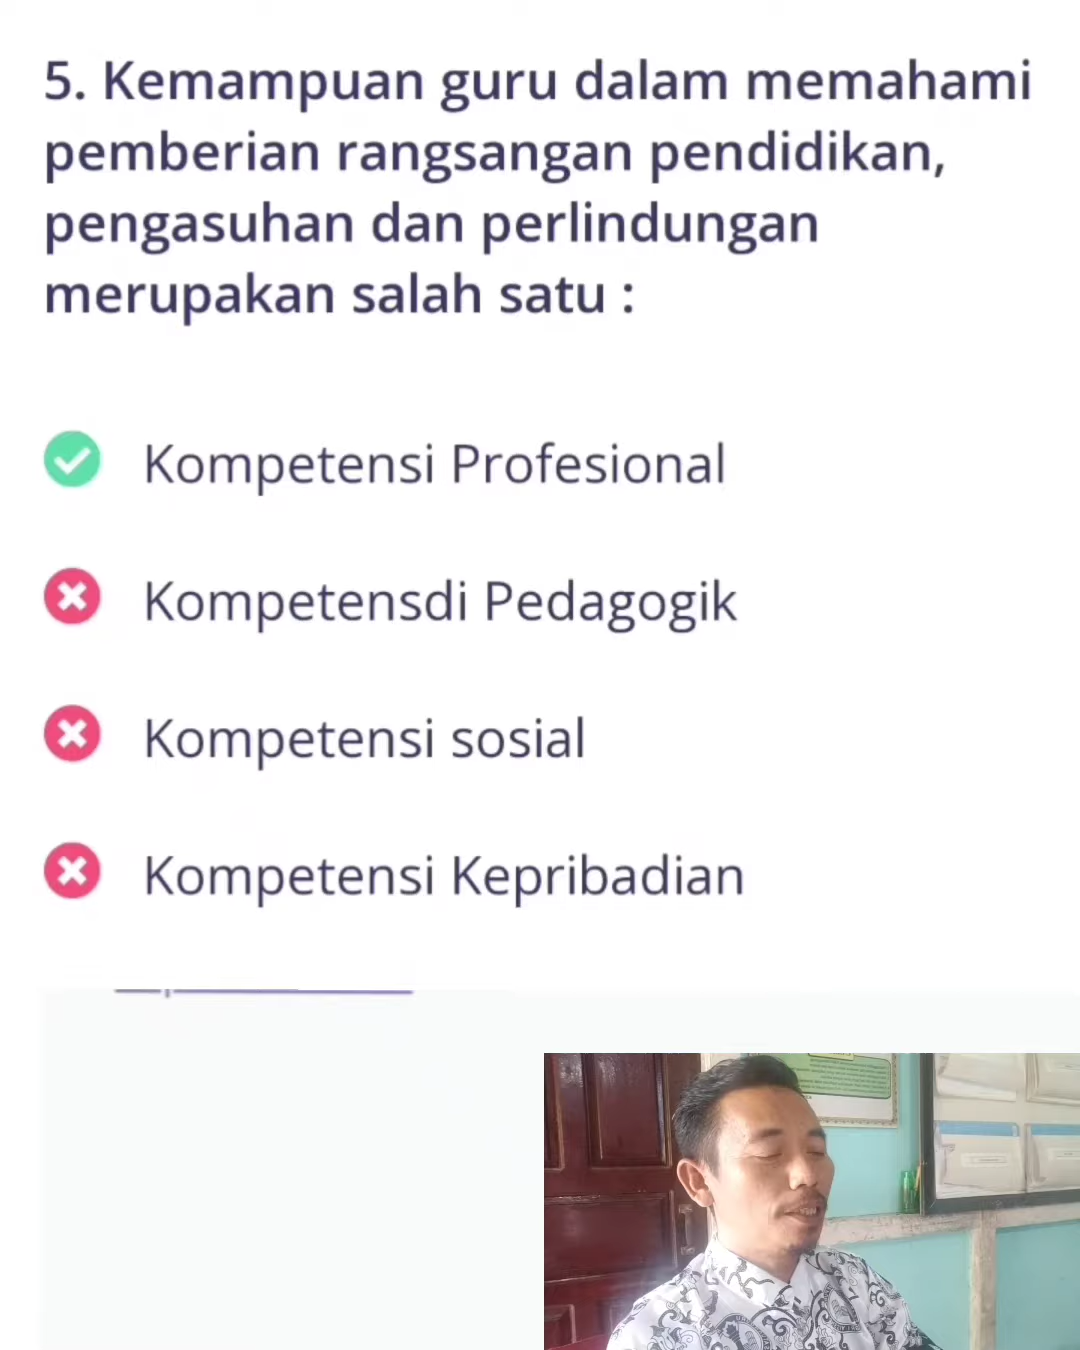 5. Kemampuan guru dalam memahami
pemberian rangsangan pendidikan,
pengasuhan dan perlindungan
merupakan salah satu :
Kompetensi Profesional
Kompetensdi Pedagogik
Kompetensi sosial
Kompetensi Kepribadian